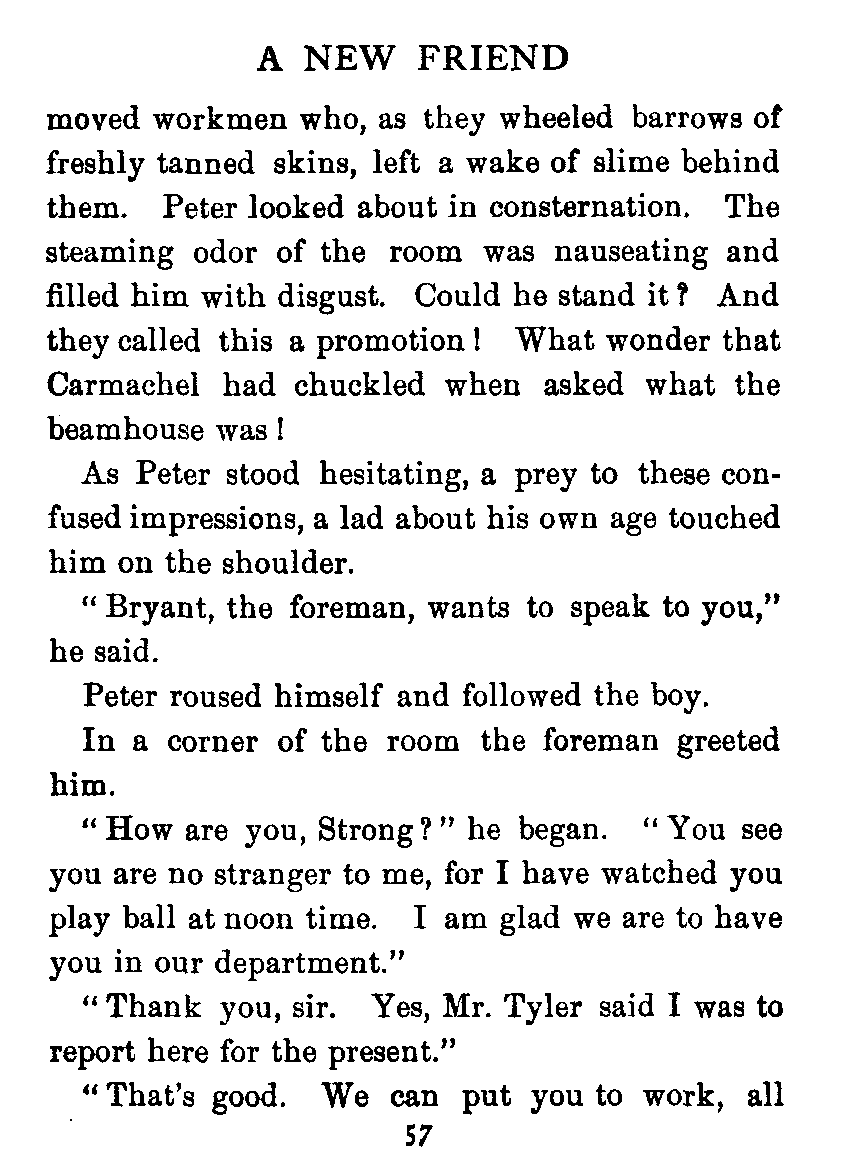 A NEW FRIEND
moved workmen who, as they wheeled barrows of
freshly tanned skins, left a wake of slime behind
them. Peter looked about in consternation. The
steaming odor of the room was nauseating and
filled him with disgust. Could he stand it? And
they called this a promotion! What wonder that
Carmachel had chuckled when asked what the
beamhouse was!
As Peter stood hesitating, a prey to these con-
fused impressions, a lad about his own age touched
him on the shoulder.
"Bryant, the foreman, wants to speak to you,"
he said.
Peter roused himself and followed the boy.
In a corner of the room the foreman greeted
him.
"How are you, Strong?" he began. "You see
you are no stranger to me, for I have watched you
play ball at noon time. I am glad we are to have
you in our department."
"Thank you, sir. Yes, Mr. Tyler said I was to
report here for the present."
"That's good. We can put you to work, all
57